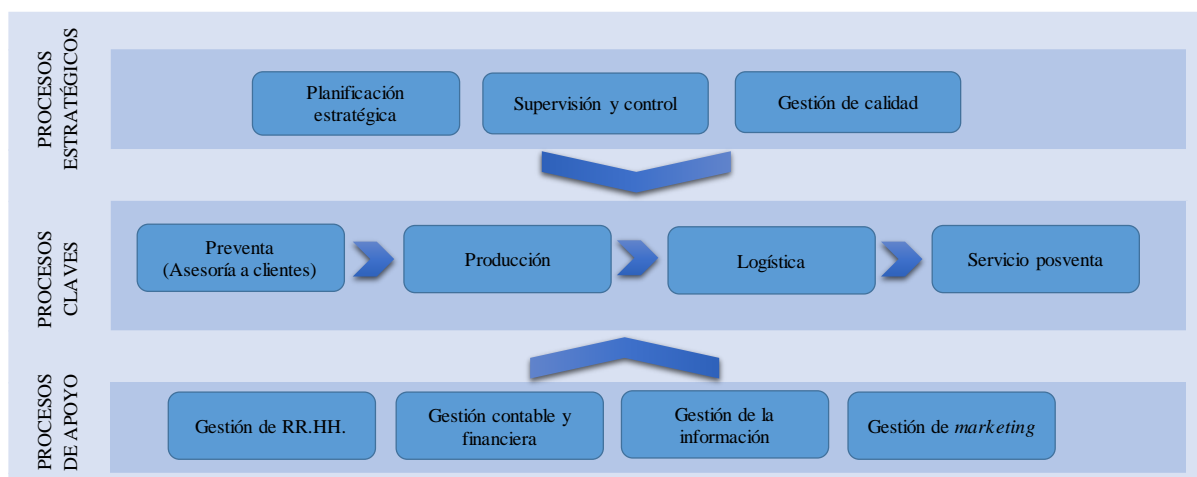 PROCESOS
ESTRATÉGICOS
Planificación
estratégica
Supervisión y control
Gestión de calidad
PROCESOS
CLAVES
Preventa
(Asesoría a clientes)
Producción
Logística
Servicio posventa
PROCESOS
DE APOYO
Gestión de RR.HH.
Gestión contable y
financiera
Gestión de la
información
Gestión de marketing